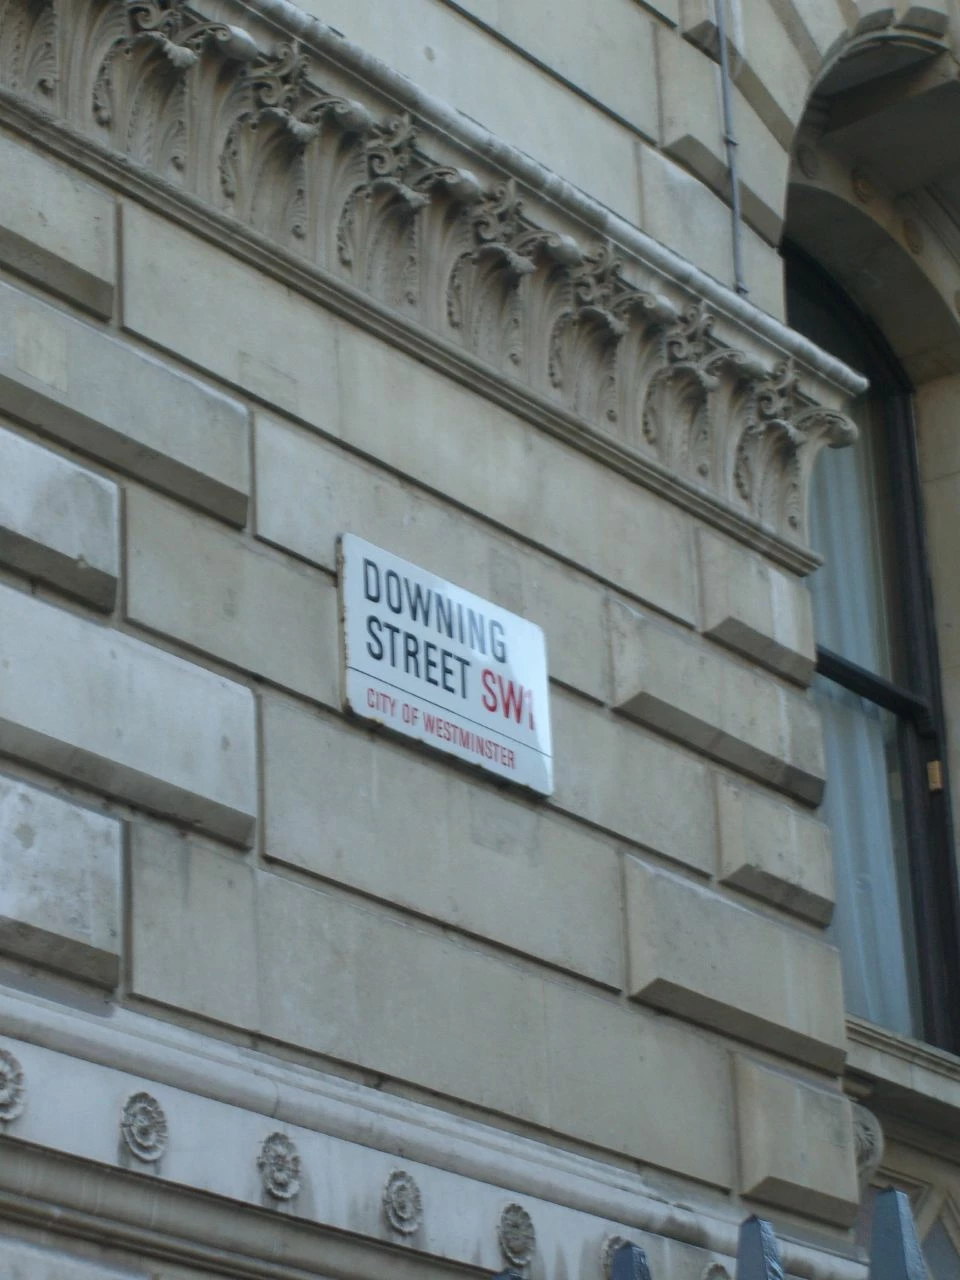 DOWNING
STREET SW1
CITY OF WESTMINSTER